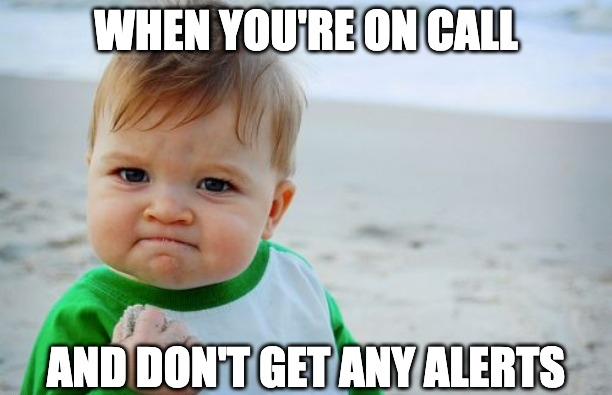 WHEN YOU'RE ON CALL
AND DON'T GET ANY ALERTS